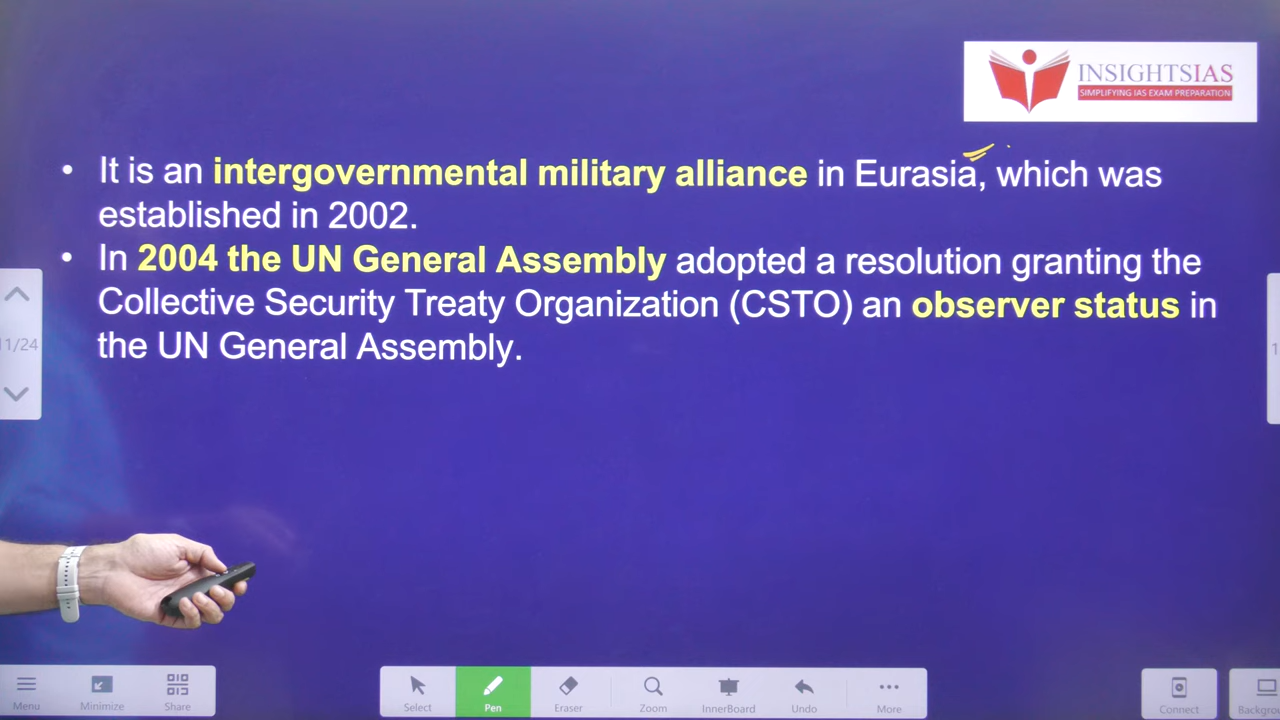 INSIGHTSIAS
SIMPLIFYING IAS EXAM PREPARATION
• It is an intergovernmental military alliance in Eurasia, which was
established in 2002.
• In 2004 the UN General Assembly adopted a resolution granting the
Collective Security Treaty Organization (CSTO) an observer status in
the UN General Assembly.
11/24
1
Menu
Minimize
Share
Select
Pen
Eraser
Zoom
InnerBoard
Undo
More
Connect
Backgro